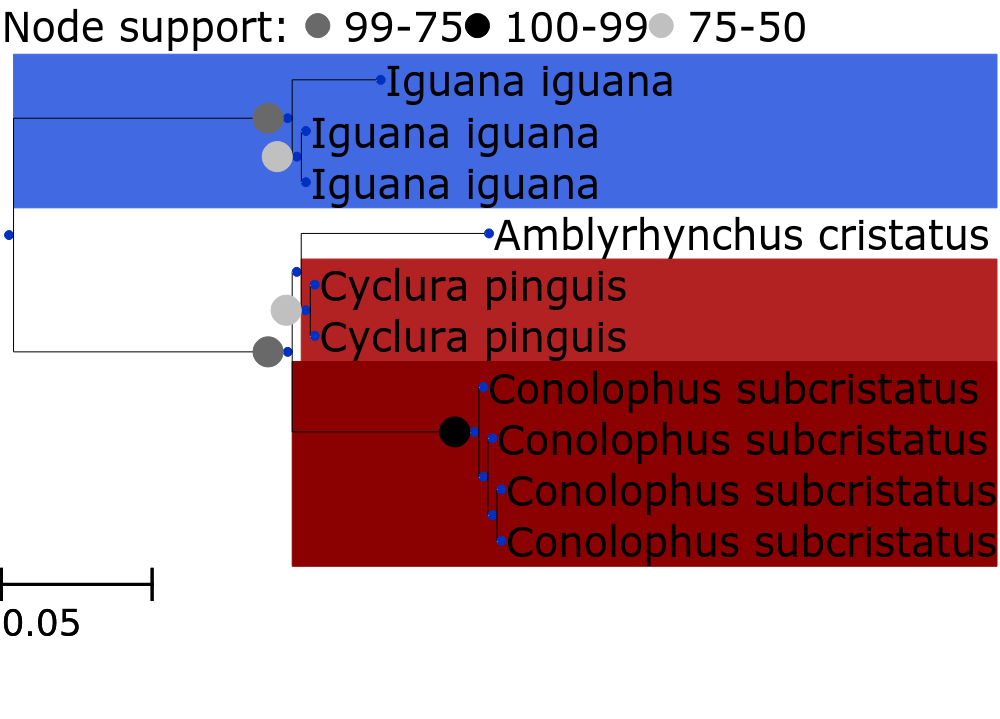 Node support: 99-75 100-99 75-50
Iguana iguana
Iguana iguana
Iguana iguana
Amblyrhynchus cristatus
Cyclura pinguis
Cyclura pinguis
Conolophus subcristatus
Conolophus subcristatus
Conolophus subcristatus
Conolophus subcristatus
0.05